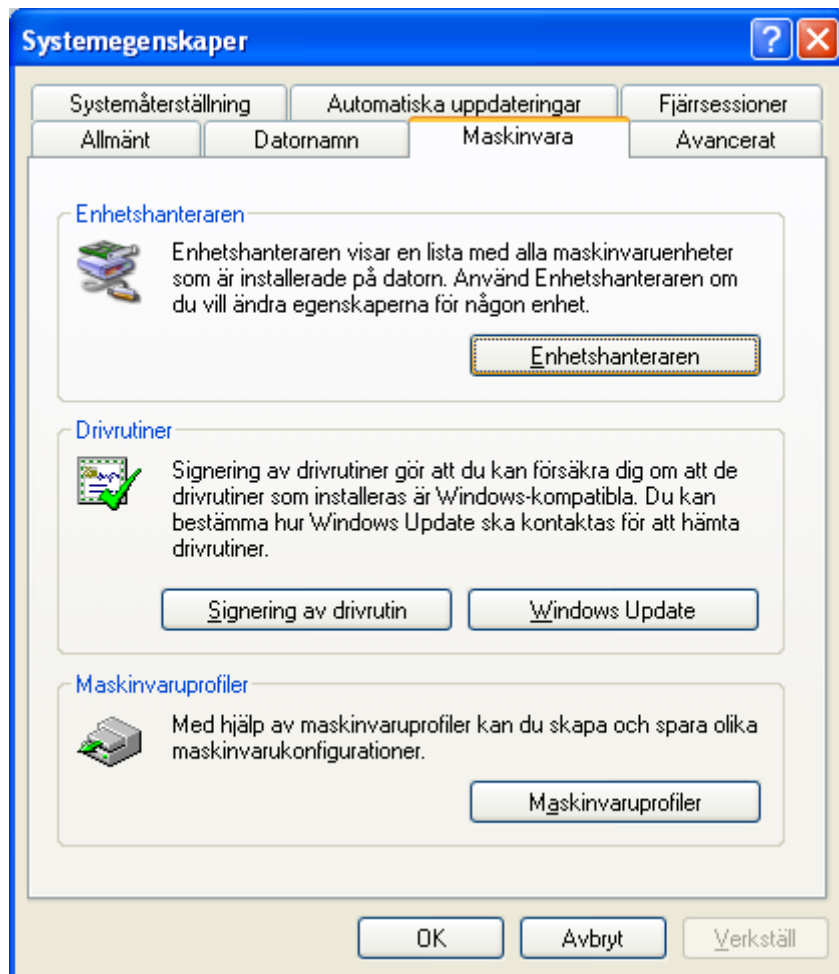 Systemegenskaper
Systemåterställning
Automatiska uppdateringar
Fjärrsessioner
Allmänt
Datornamn
Maskinvara
Avancerat
Enhetshanteraren
Enhetshanteraren visar en lista med alla maskinvaruenheter
som är installerade på datorn. Använd Enhetshanteraren om
du vill ändra egenskaperna för någon enhet.
Enhetshanteraren
Drivrutiner
Signering av drivrutiner gör att du kan försäkra dig om att de
drivrutiner som installeras är Windows-kompatibla. Du kan
bestämma hur Windows Update ska kontaktas för att hämta
drivrutiner.
Signering av drivrutin
Windows Update
Maskinvaruprofiler
Med hjälp av maskinvaruprofiler kan du skapa och spara olika
maskinvarukonfigurationer.
Maskinvaruprofiler
OK
Avbryt
Verkställ